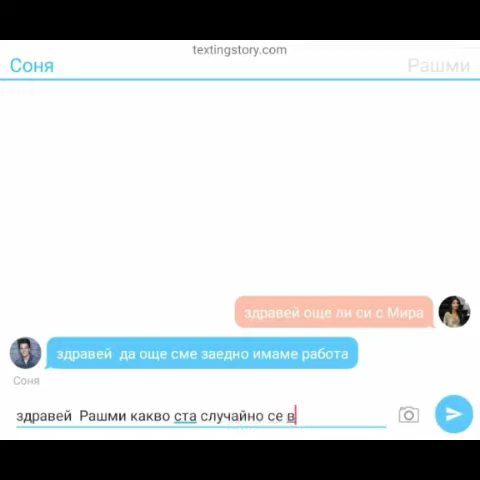 textingstory.com
Соня
Рашми
здравей още ли си с Мира
здравей да още сме заедно имаме работа
Соня
здравей Рашми какво ста случайно се в